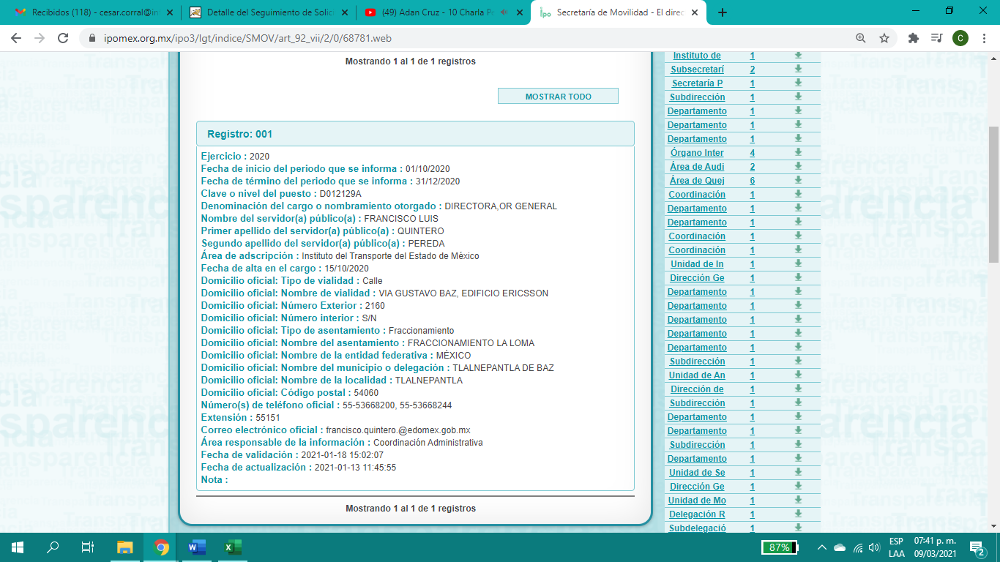 Recibidos (118) - cesar.corral@in
Detalle del Seguimiento de Solic
(49) Adan Cruz - 10 Charla P
ipo
Secretaría de Movilidad - El direc
ipomex.org.mx/ipo3/lgt/indice/SMOV/art_92_vii/2/0/68781.web
C
Mostrando 1 al 1 de 1 registros
MOSTRAR TODO
Registro: 001
Ejercicio : 2020
Fecha de inicio del periodo que se informa : 01/10/2020
Fecha de término del periodo que se informa : 31/12/2020
Clave o nivel del puesto : D012129A
Denominación del cargo o nombramiento otorgado : DIRECTORA,OR GENERAL
Nombre del servidor(a) público(a) : FRANCISCO LUIS
Primer apellido del servidor(a) público(a) : QUINTERO
Segundo apellido del servidor(a) público(a) : PEREDA
Área de adscripción : Instituto del Transporte del Estado de México
Fecha de alta en el cargo : 15/10/2020
Domicilio oficial: Tipo de vialidad : Calle
Domicilio oficial: Nombre de vialidad : VIA GUSTAVO BAZ, EDIFICIO ERICSSON
Domicilio oficial: Número Exterior : 2160
Domicilio oficial: Número interior : S/N
Domicilio oficial: Tipo de asentamiento : Fraccionamiento
Domicilio oficial: Nombre del asentamiento : FRACCIONAMIENTO LA LOMA
Domicilio oficial: Nombre de la entidad federativa : MÉXICO
Domicilio oficial: Nombre del municipio o delegación : TLALNEPANTLA DE BAZ
Domicilio oficial: Nombre de la localidad : TLALNEPANTLA
Domicilio oficial: Código postal : 54060
Número(s) de teléfono oficial : 55-53668200, 55-53668244
Extensión : 55151
Correo electrónico oficial : francisco.quintero.@edomex.gob.mx
Área responsable de la información : Coordinación Administrativa
Fecha de validación : 2021-01-18 15:02:07
Fecha de actualización : 2021-01-13 11:45:55
Nota :
Mostrando 1 al 1 de 1 registros
Instituto de 1
Subsecretarí 2
Secretaría P 1
Subdirección 1
Departamento 1
Departamento 1
Departamento 1
Órgano Inter 4
Área de Audi 2
Área de Quej 6
Coordinación 1
Departamento 1
Departamento 1
Coordinación 1
Coordinación 1
Unidad de In 1
Dirección Ge 1
Departamento 1
Departamento 1
Departamento 1
Departamento 1
Departamento 1
Subdirección 1
Unidad de An 1
Dirección de 1
Subdirección 1
Departamento 1
Departamento 1
Subdirección 1
Departamento 1
Unidad de Se 1
Dirección Ge 1
Unidad de Mo 1
Delegación R 1
Subdelegació 1
87%
ESP
LAA
07:41 p. m.
09/03/2021
2